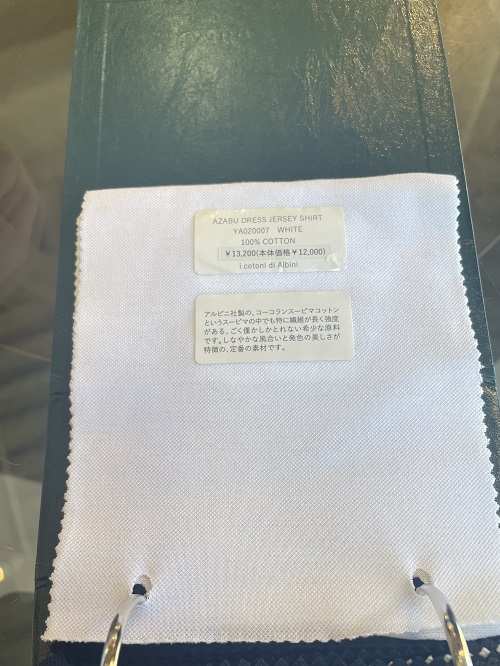 AZABU DRESS JERSEY SHIRT
YA020007 WHITE
100% COTTON
¥13,200(本体価格¥12,000)
i cotoni di Albini
アルビニ社製の、コーコランスーピマコットン
というスーピマの中でも特に繊維が長く強度
がある、ごく僅かしかとれない希少な原料
です。しなやかな風合いと発色の美しさが
特徴の、定番の素材です。